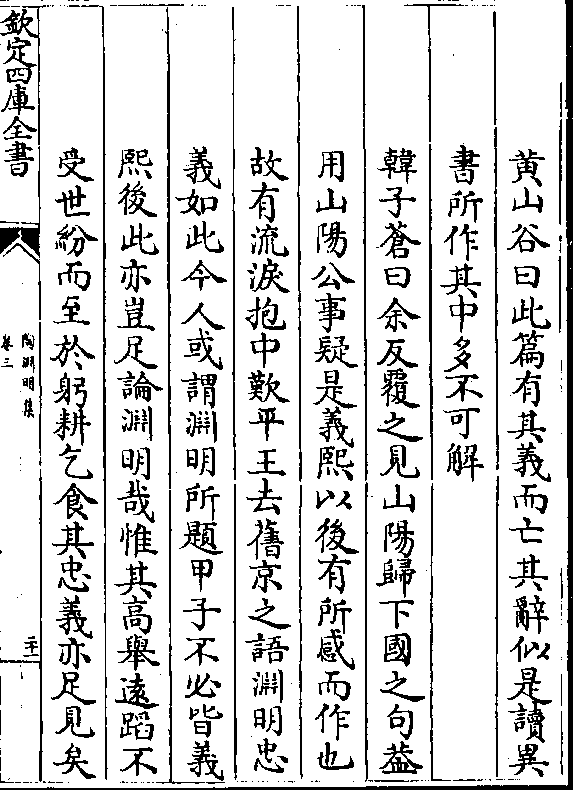 黄山谷曰此篇有其義而亡其辭似是讀異
書所作其中多不可解
韓子蒼曰余反覆之見山陽歸下國之句葢
用山陽公事疑是義熙以後有所感而作也
故有流淚抱中歎平王去舊京之語淵明忠
義如此今人或謂淵明所題甲子不必皆義
熙後此亦豈足論淵明哉惟其高舉遠蹈不
受世紛而至於躬耕乞食其忠義亦足見矣
欽定四庫全書
陶淵明集
卷三
二十一